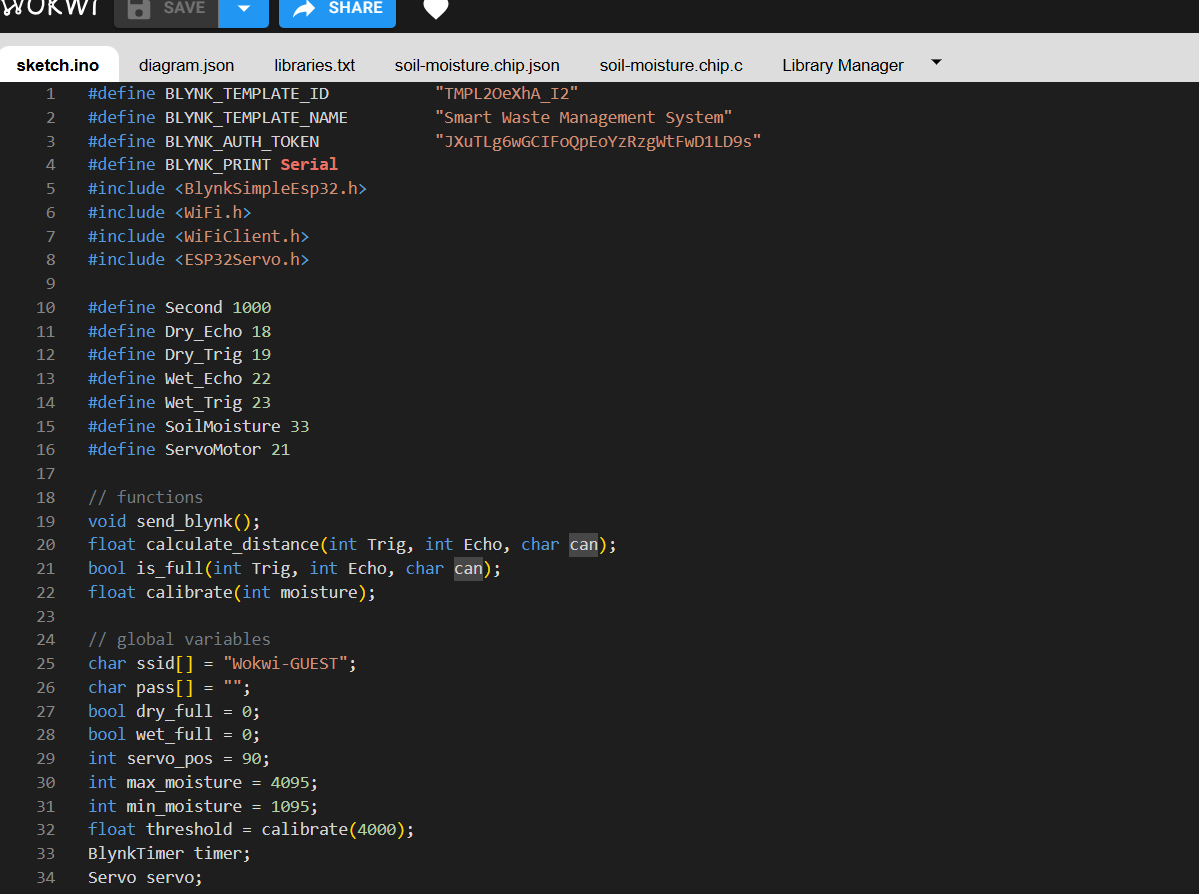 WOKWI SAVE SHARE
sketch.ino diagram.json libraries.txt soil-moisture.chip.json soil-moisture.chip.c Library Manager
1 #define BLYNK_TEMPLATE_ID "TMPL2OeXhA_I2"
2 #define BLYNK_TEMPLATE_NAME "Smart Waste Management System"
3 #define BLYNK_AUTH_TOKEN "JXuTLg6wGCIFoQpEoYzRzgWtFwD1LD9s"
4 #define BLYNK_PRINT Serial
5 #include <BlynkSimpleEsp32.h>
6 #include <WiFi.h>
7 #include <WiFiClient.h>
8 #include <ESP32Servo.h>
9
10 #define Second 1000
11 #define Dry_Echo 18
12 #define Dry_Trig 19
13 #define Wet_Echo 22
14 #define Wet_Trig 23
15 #define SoilMoisture 33
16 #define ServoMotor 21
17
18 // functions
19 void send_blynk();
20 float calculate_distance(int Trig, int Echo, char can);
21 bool is_full(int Trig, int Echo, char can);
22 float calibrate(int moisture);
23
24 // global variables
25 char ssid[] = "Wokwi-GUEST";
26 char pass[] = "";
27 bool dry_full = 0;
28 bool wet_full = 0;
29 int servo_pos = 90;
30 int max_moisture = 4095;
31 int min_moisture = 1095;
32 float threshold = calibrate(4000);
33 BlynkTimer timer;
34 Servo servo;